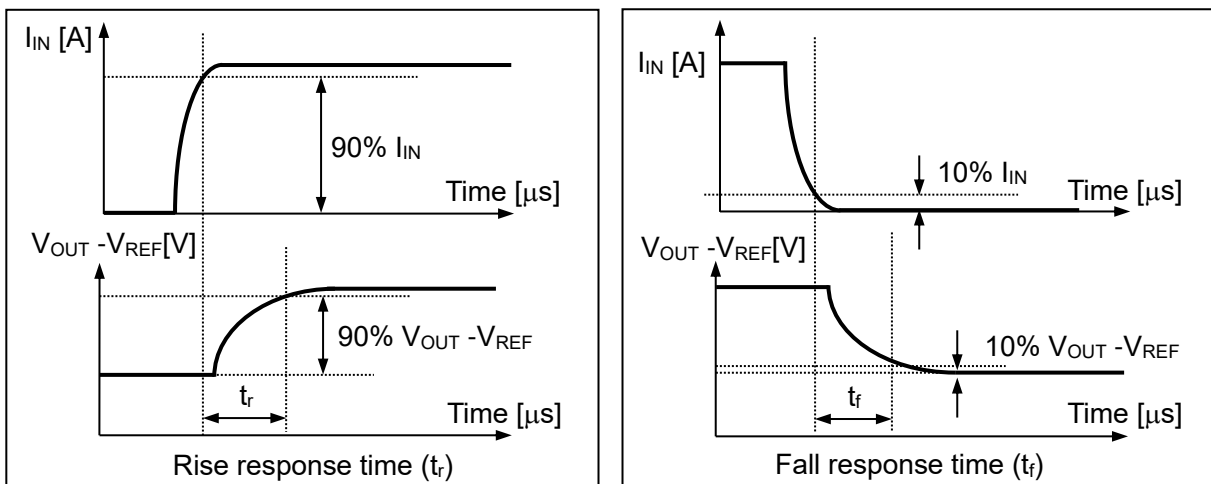 I_IN [A]
90% I_IN
Time [μs]
V_OUT -V_REF[V]
90% V_OUT -V_REF
t_r
Time [μs]
Rise response time (t_r)
I_IN [A]
10% I_IN
Time [μs]
V_OUT -V_REF[V]
10% V_OUT -V_REF
t_f
Time [μs]
Fall response time (t_f)